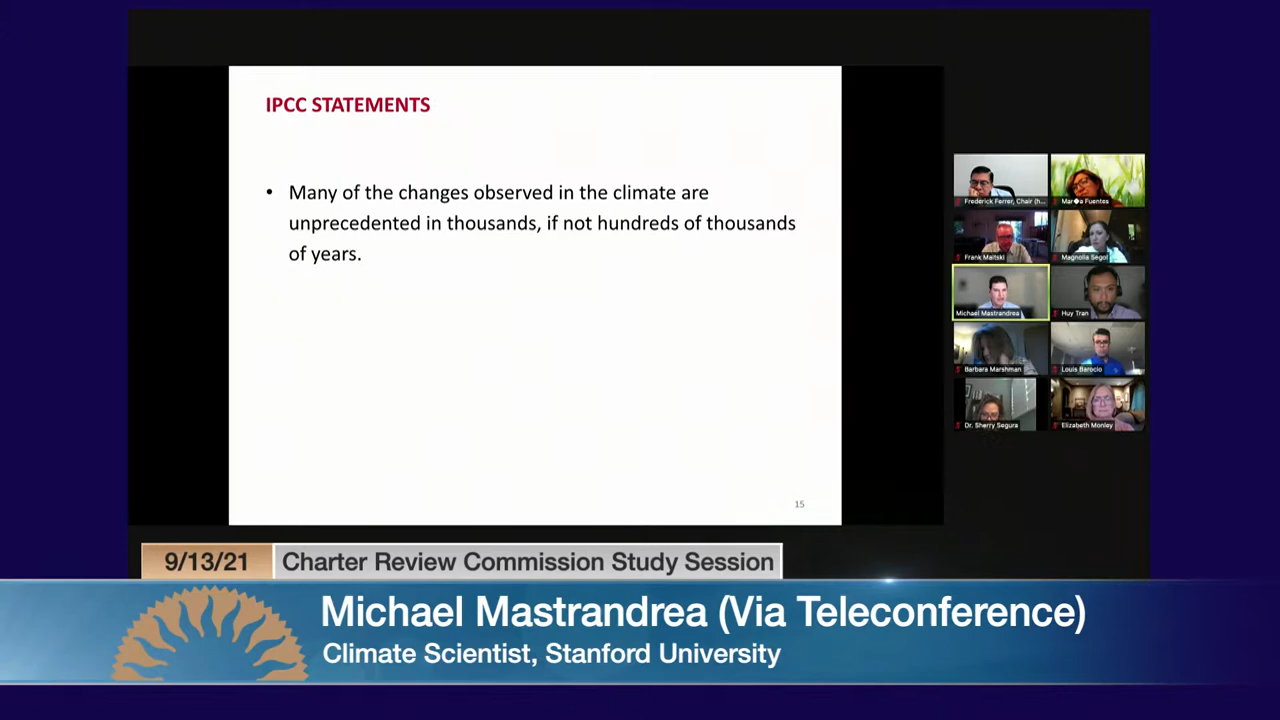 IPCC STATEMENTS
• Many of the changes observed in the climate are
unprecedented in thousands, if not hundreds of thousands
of years.
15
Frederick Ferrer, Chair (h...
Mar�a Fuentes
Frank Maitski
Magnolia Segol
Michael Mastrandrea
Huy Tran
Barbara Marshman
Louis Barocio
Dr. Sherry Segura
Elizabeth Monley
9/13/21
Charter Review Commission Study Session
Michael Mastrandrea (Via Teleconference)
Climate Scientist, Stanford University